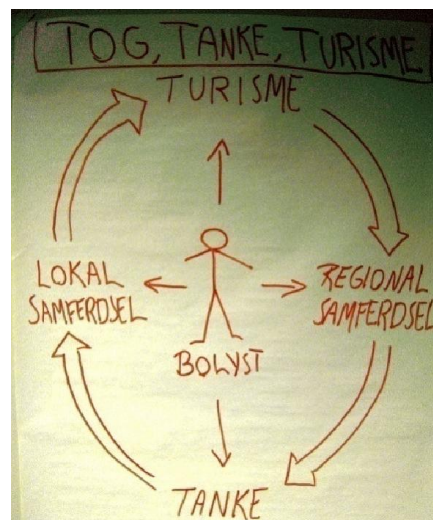 TOG, TANKE, TURISME
TURISME
LOKAL
SAMFERDSEL
REGIONAL
SAMFERDSEL
BOLYST
TANKE